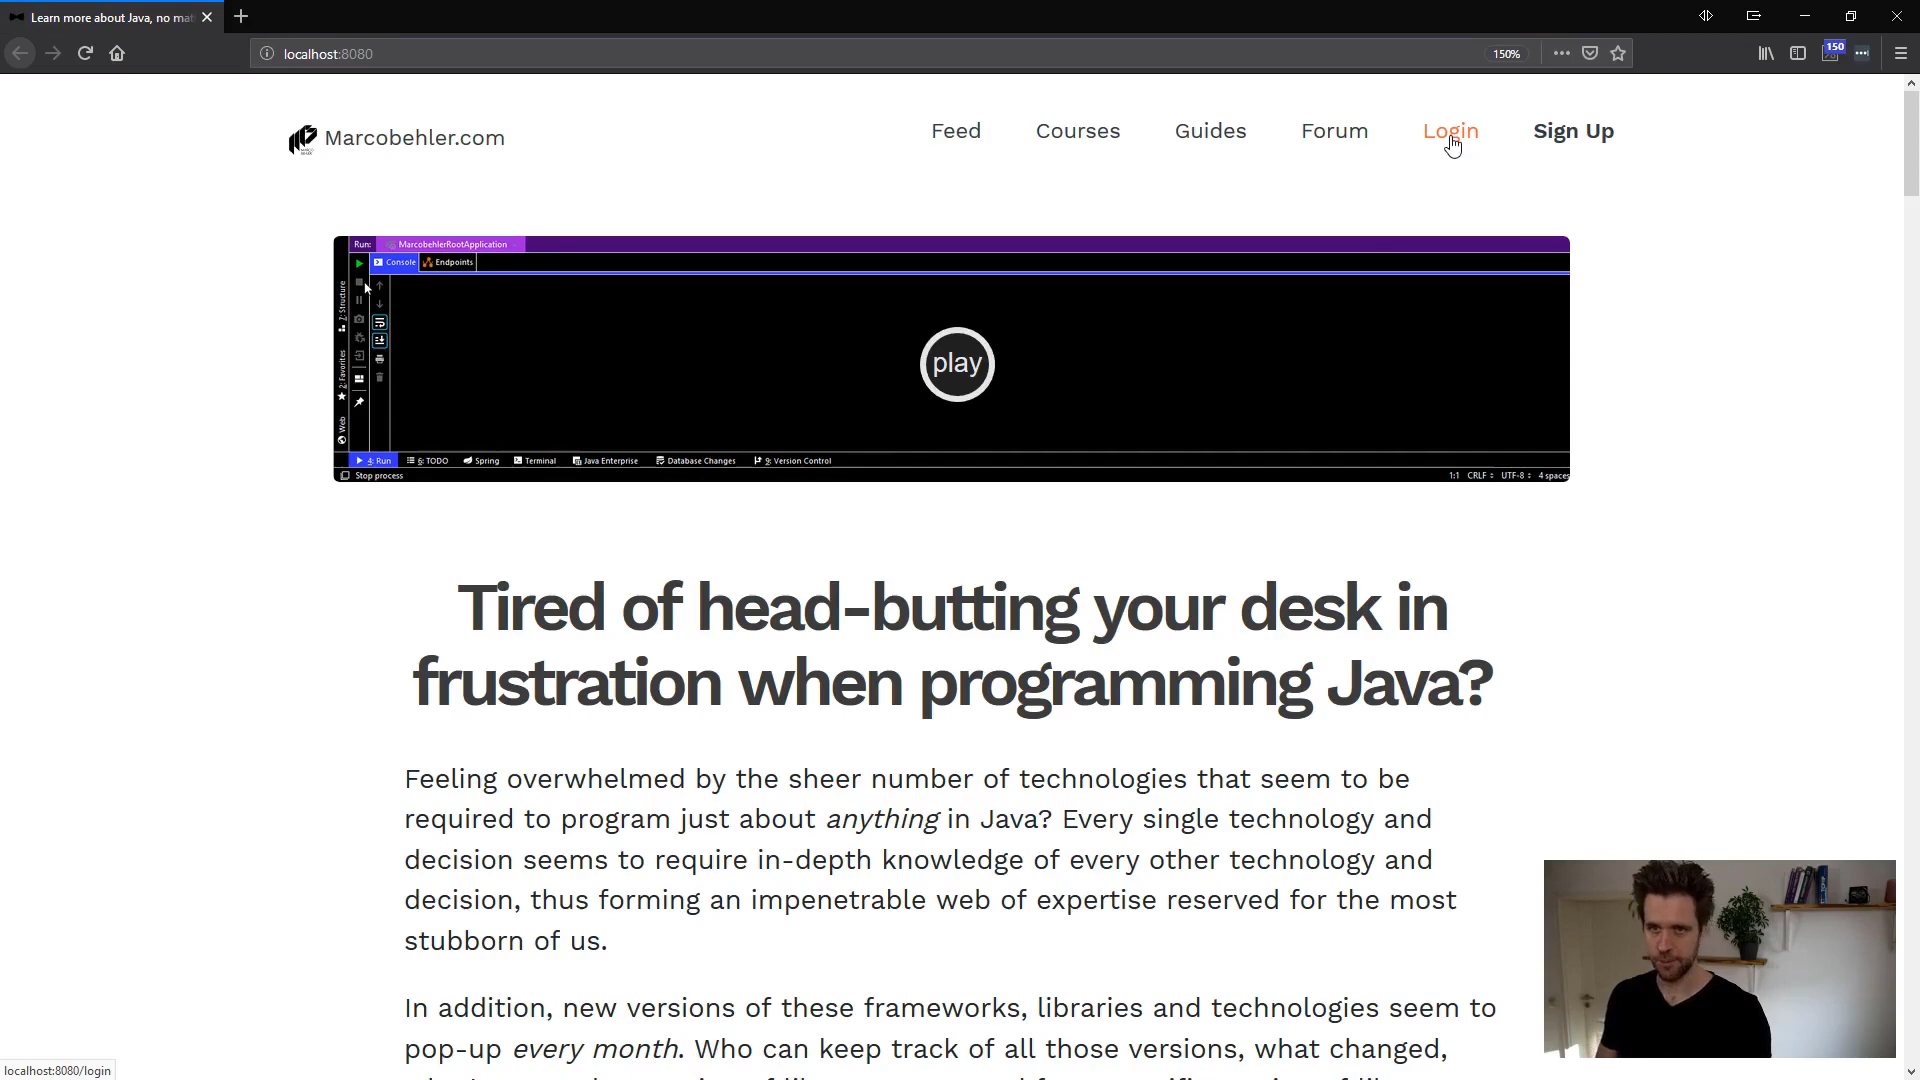 Learn more about Java, no mat
localhost:8080
150%
150
Marcobehler.com
Feed
Courses
Guides
Forum
Login
Sign Up
Run:
MarcobehlerRootApplication
Console
Endpoints
Z: Structure
2: Favorites
Web
play
4: Run
6: TODO
Spring
Terminal
Java Enterprise
Database Changes
9: Version Control
Stop process
1:1
CRLF
UTF-8
4 spaces
Tired of head-butting your desk in
frustration when programming Java?
Feeling overwhelmed by the sheer number of technologies that seem to be
required to program just about anything in Java? Every single technology and
decision seems to require in-depth knowledge of every other technology and
decision, thus forming an impenetrable web of expertise reserved for the most
stubborn of us.
In addition, new versions of these frameworks, libraries and technologies seem to
pop-up every month. Who can keep track of all those versions, what changed,
localhost:8080/login